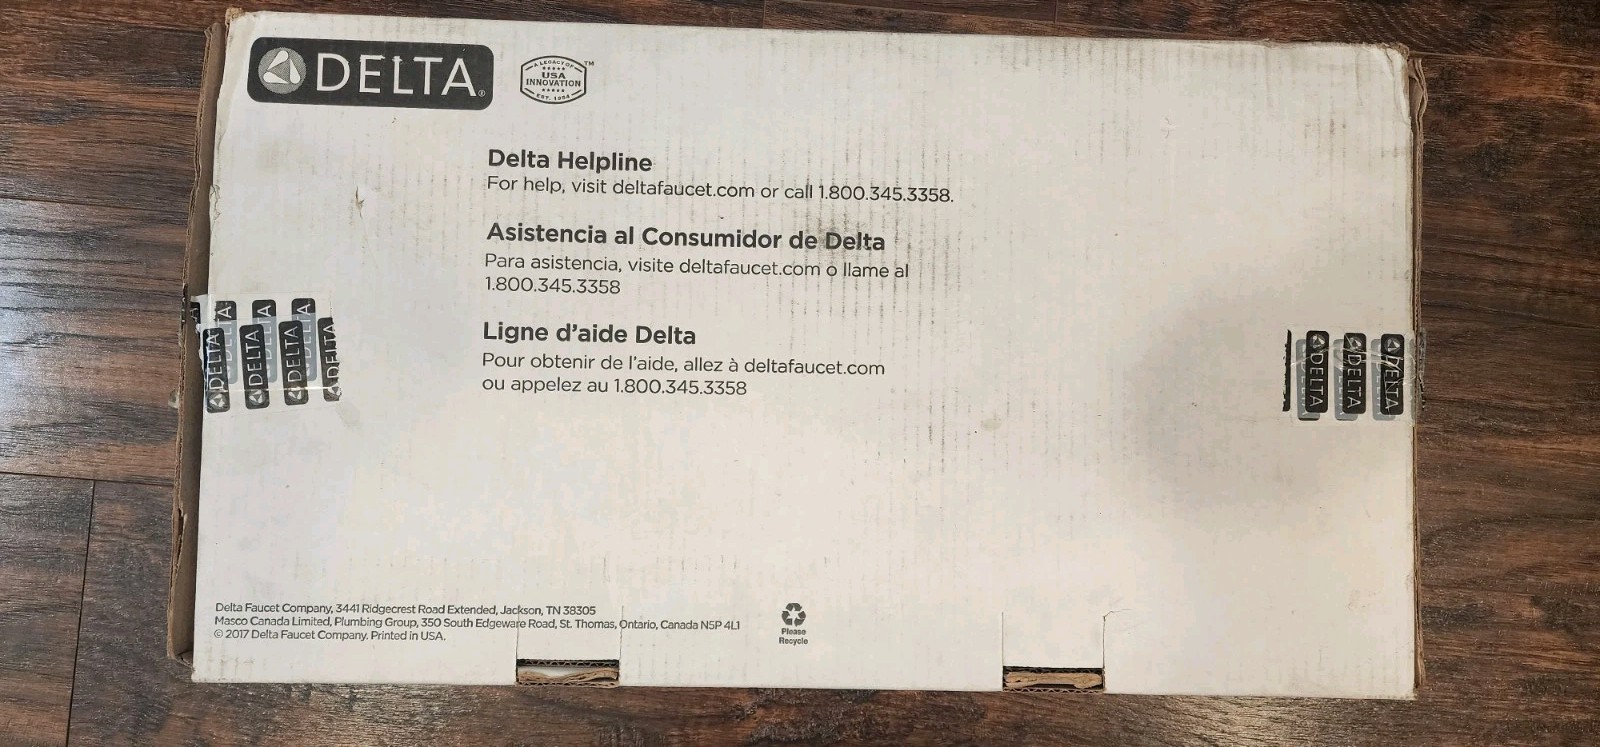 DELTA®
A LEGACY OF
USA
INNOVATION
EST. 1954
TM
Delta Helpline
For help, visit deltafaucet.com or call 1.800.345.3358.
Asistencia al Consumidor de Delta
Para asistencia, visite deltafaucet.com o llame al
1.800.345.3358
Ligne d'aide Delta
Pour obtenir de l'aide, allez à deltafaucet.com
ou appelez au 1.800.345.3358
DELTA
DELTA
DELTA
DELTA
DELTA
DELTA
DELTA
Delta Faucet Company, 3441 Ridgecrest Road Extended, Jackson, TN 38305
Masco Canada Limited, Plumbing Group, 350 South Edgeware Road, St. Thomas, Ontario, Canada N5P 4L1
© 2017 Delta Faucet Company. Printed in USA.
Please
Recycle